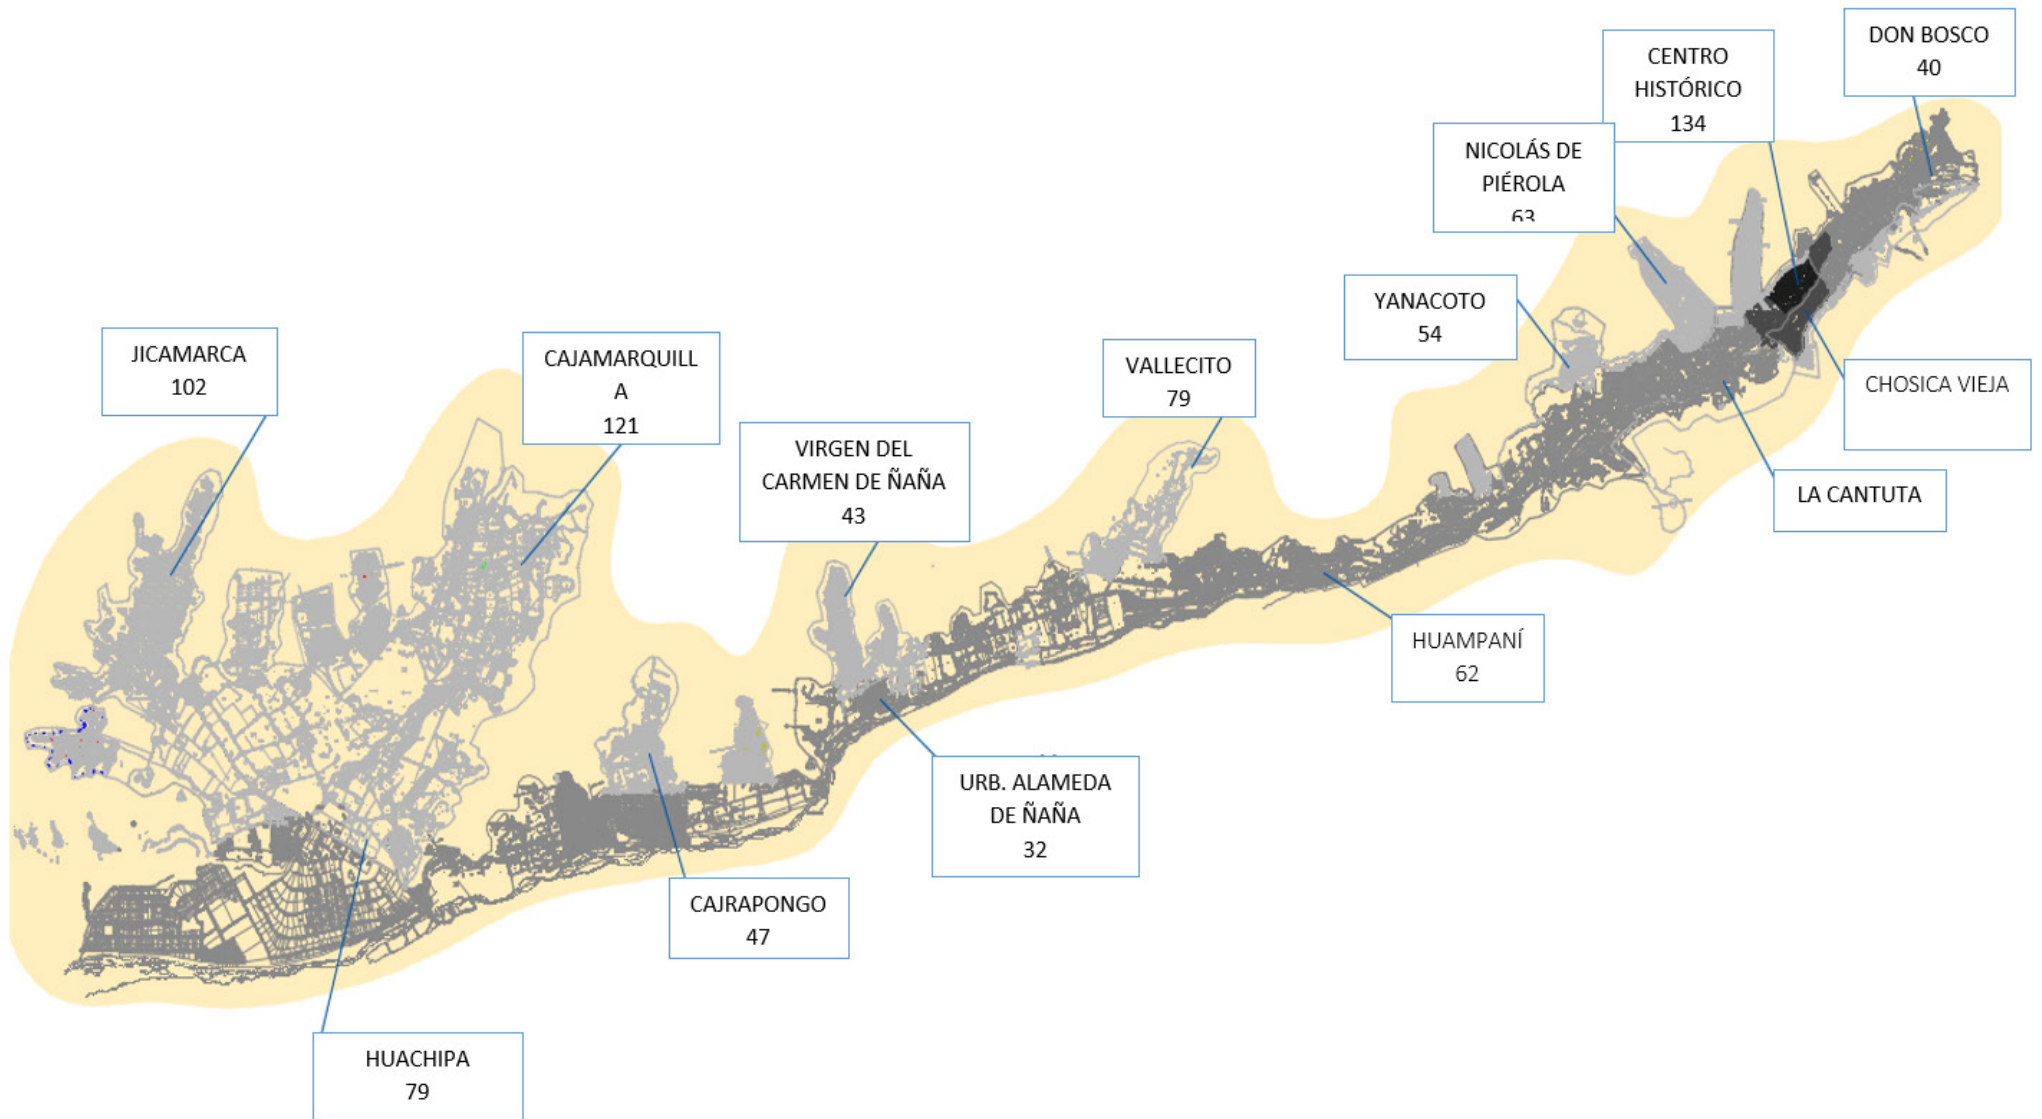 DON BOSCO
40
CENTRO
HISTÓRICO
134
NICOLÁS DE
PIÉROLA
63
YANACOTO
54
JICAMARCA
102
CAJAMARQUILL
A
121
VALLECITO
79
CHOSICA VIEJA
VIRGEN DEL
CARMEN DE ÑAÑA
43
LA CANTUTA
HUAMPANÍ
62
URB. ALAMEDA
DE ÑAÑA
32
CAJRAPONGO
47
HUACHIPA
79